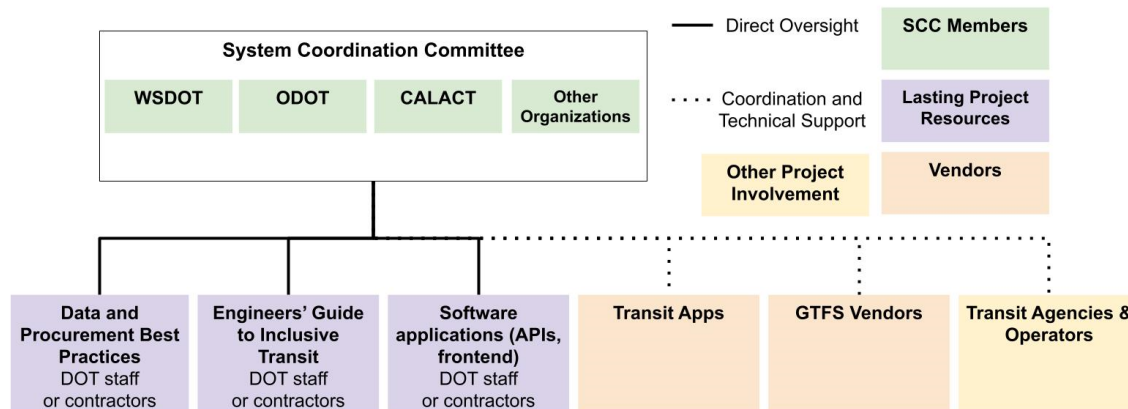 System Coordination Committee
WSDOT
ODOT
CALACT
Other
Organizations
Direct Oversight
Coordination and
Technical Support
SCC Members
Lasting Project
Resources
Other Project
Involvement
Vendors
Data and
Procurement Best
Practices
DOT staff
or contractors
Engineers’ Guide
to Inclusive
Transit
DOT staff
or contractors
Software
applications (APIs,
frontend)
DOT staff
or contractors
Transit Apps
GTFS Vendors
Transit Agencies &
Operators